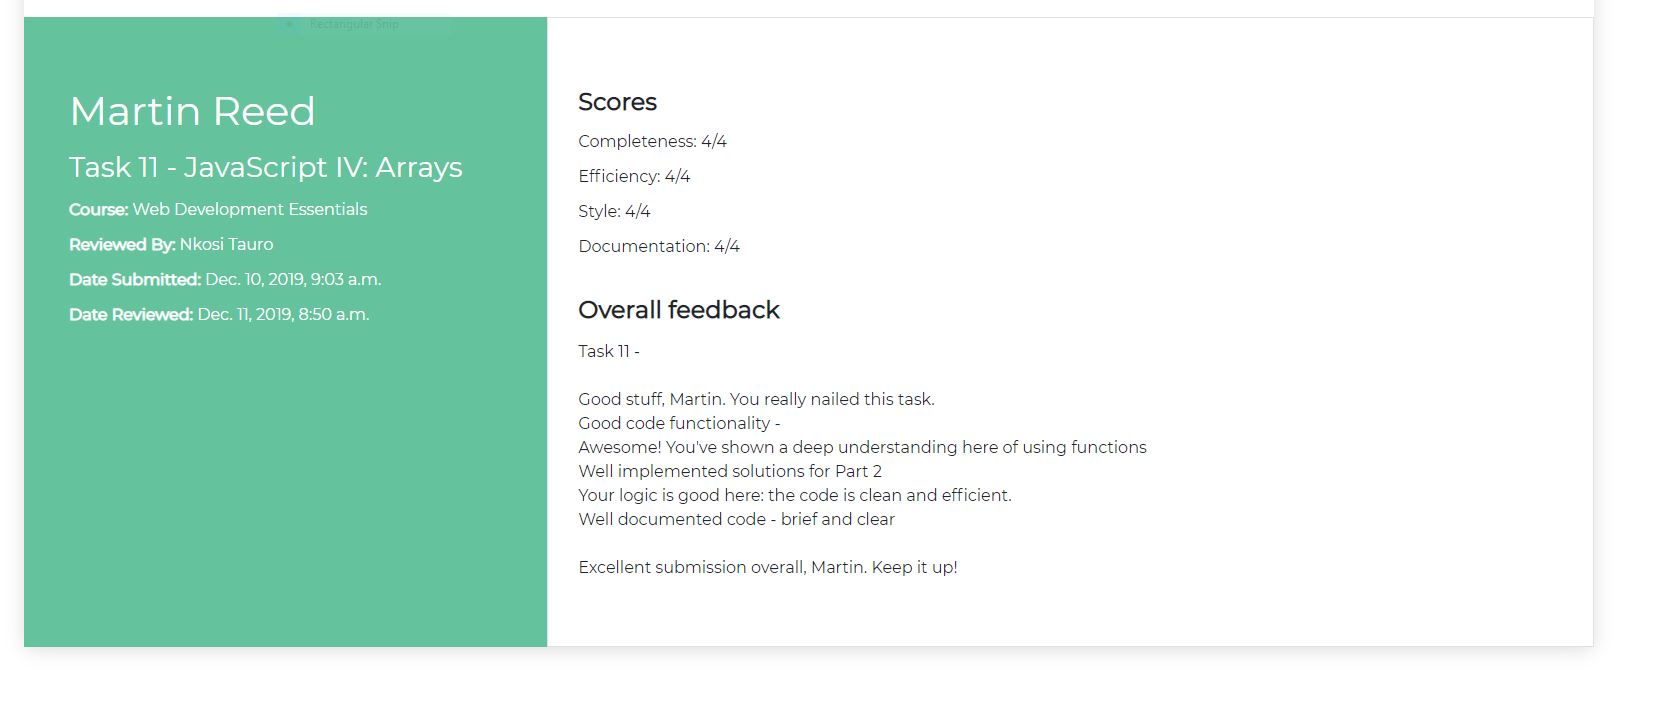 Rectangular Snip
Martin Reed
Task 11 - JavaScript IV: Arrays
Course: Web Development Essentials
Reviewed By: Nkosi Tauro
Date Submitted: Dec. 10, 2019, 9:03 a.m.
Date Reviewed: Dec. 11, 2019, 8:50 a.m.
Scores
Completeness: 4/4
Efficiency: 4/4
Style: 4/4
Documentation: 4/4
Overall feedback
Task 11 -
Good stuff, Martin. You really nailed this task.
Good code functionality -
Awesome! You've shown a deep understanding here of using functions
Well implemented solutions for Part 2
Your logic is good here: the code is clean and efficient.
Well documented code - brief and clear
Excellent submission overall, Martin. Keep it up!